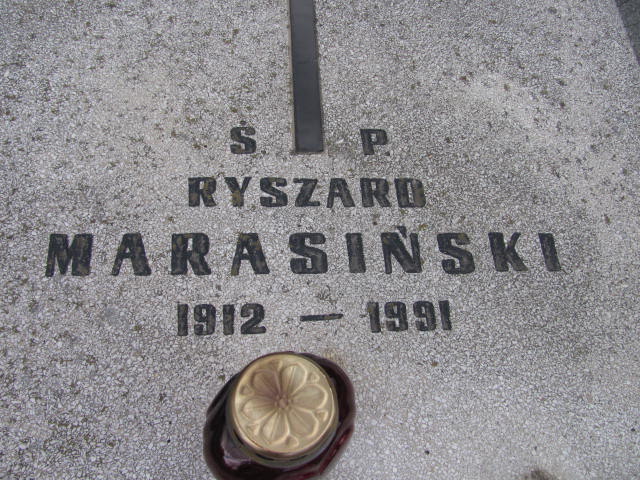 Ś P
RYSZARD
MARASIŃSKI
1912 - 1991